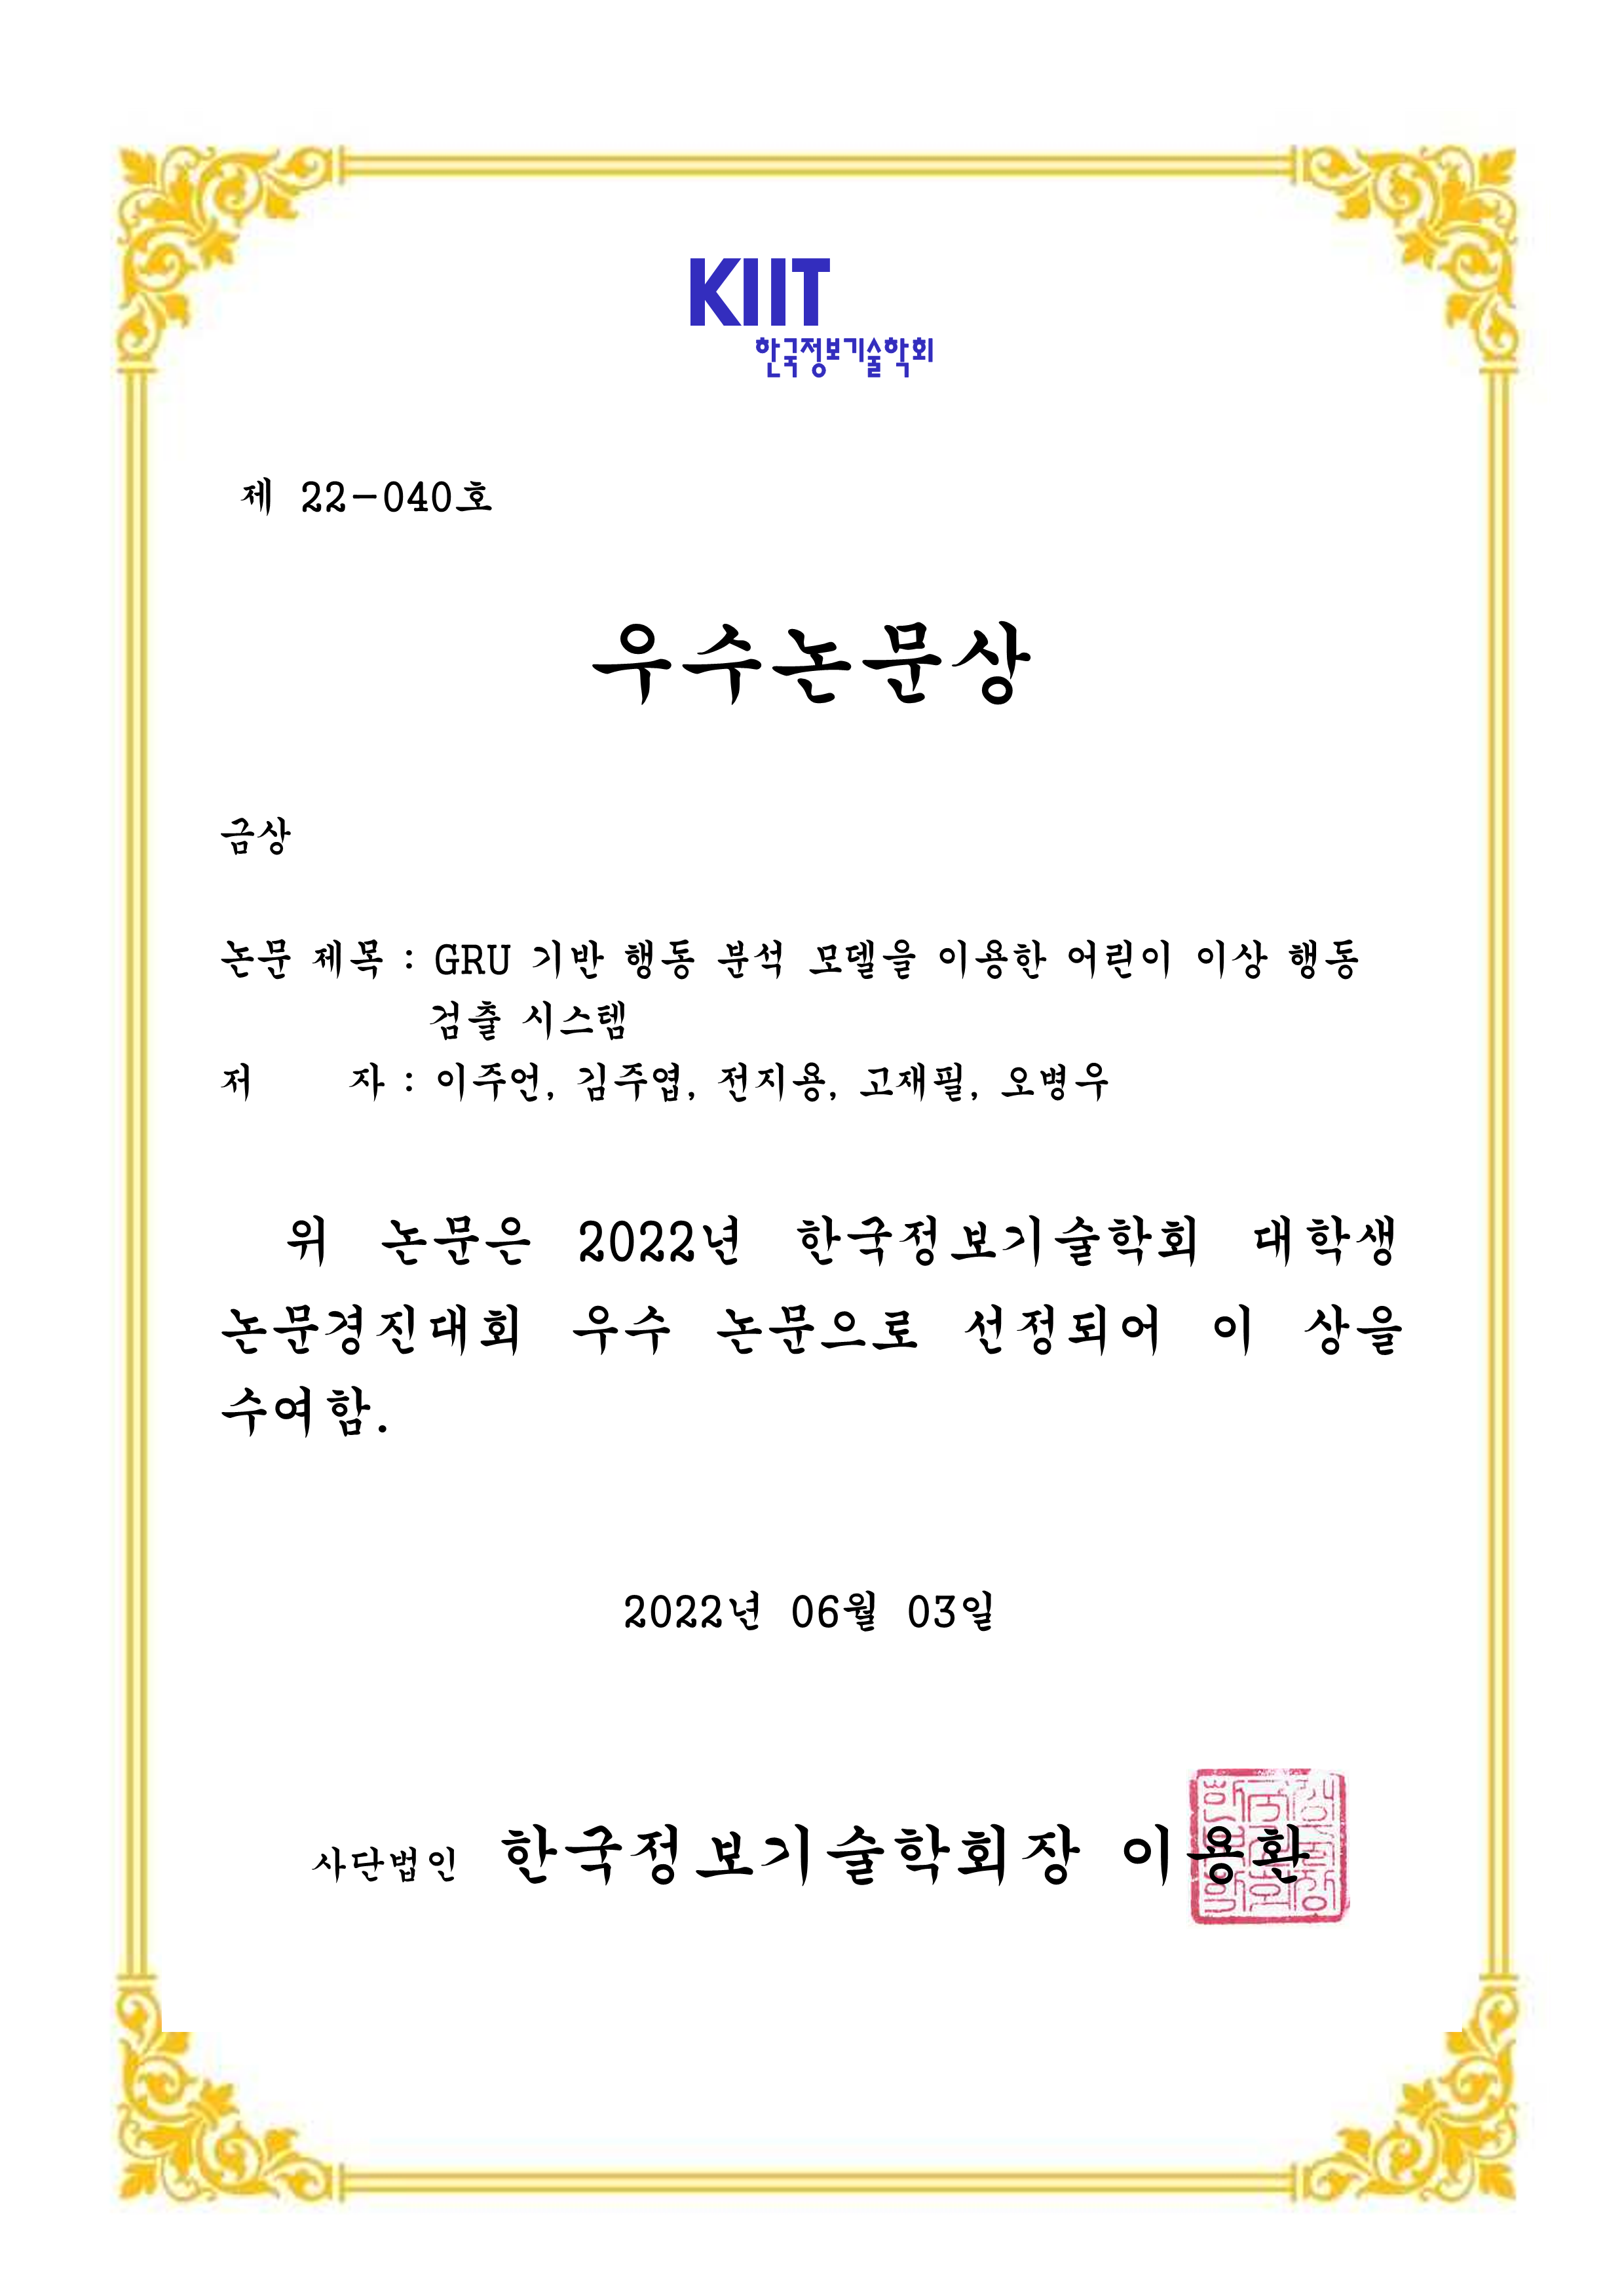 KIIT
한국정보기술학회
제 22-040호
우수논문상
금상
논문 제목 : GRU 기반 행동 분석 모델을 이용한 어린이 이상 행동
검출 시스템
저 자 : 이주언, 김주엽, 전지용, 고재필, 오병우
위 논문은 2022년 한국정보기술학회 대학생
논문경진대회 우수 논문으로 선정되어 이 상을
수여함.
2022년 06월 03일
사단법인 한국정보기술학회장 이용환